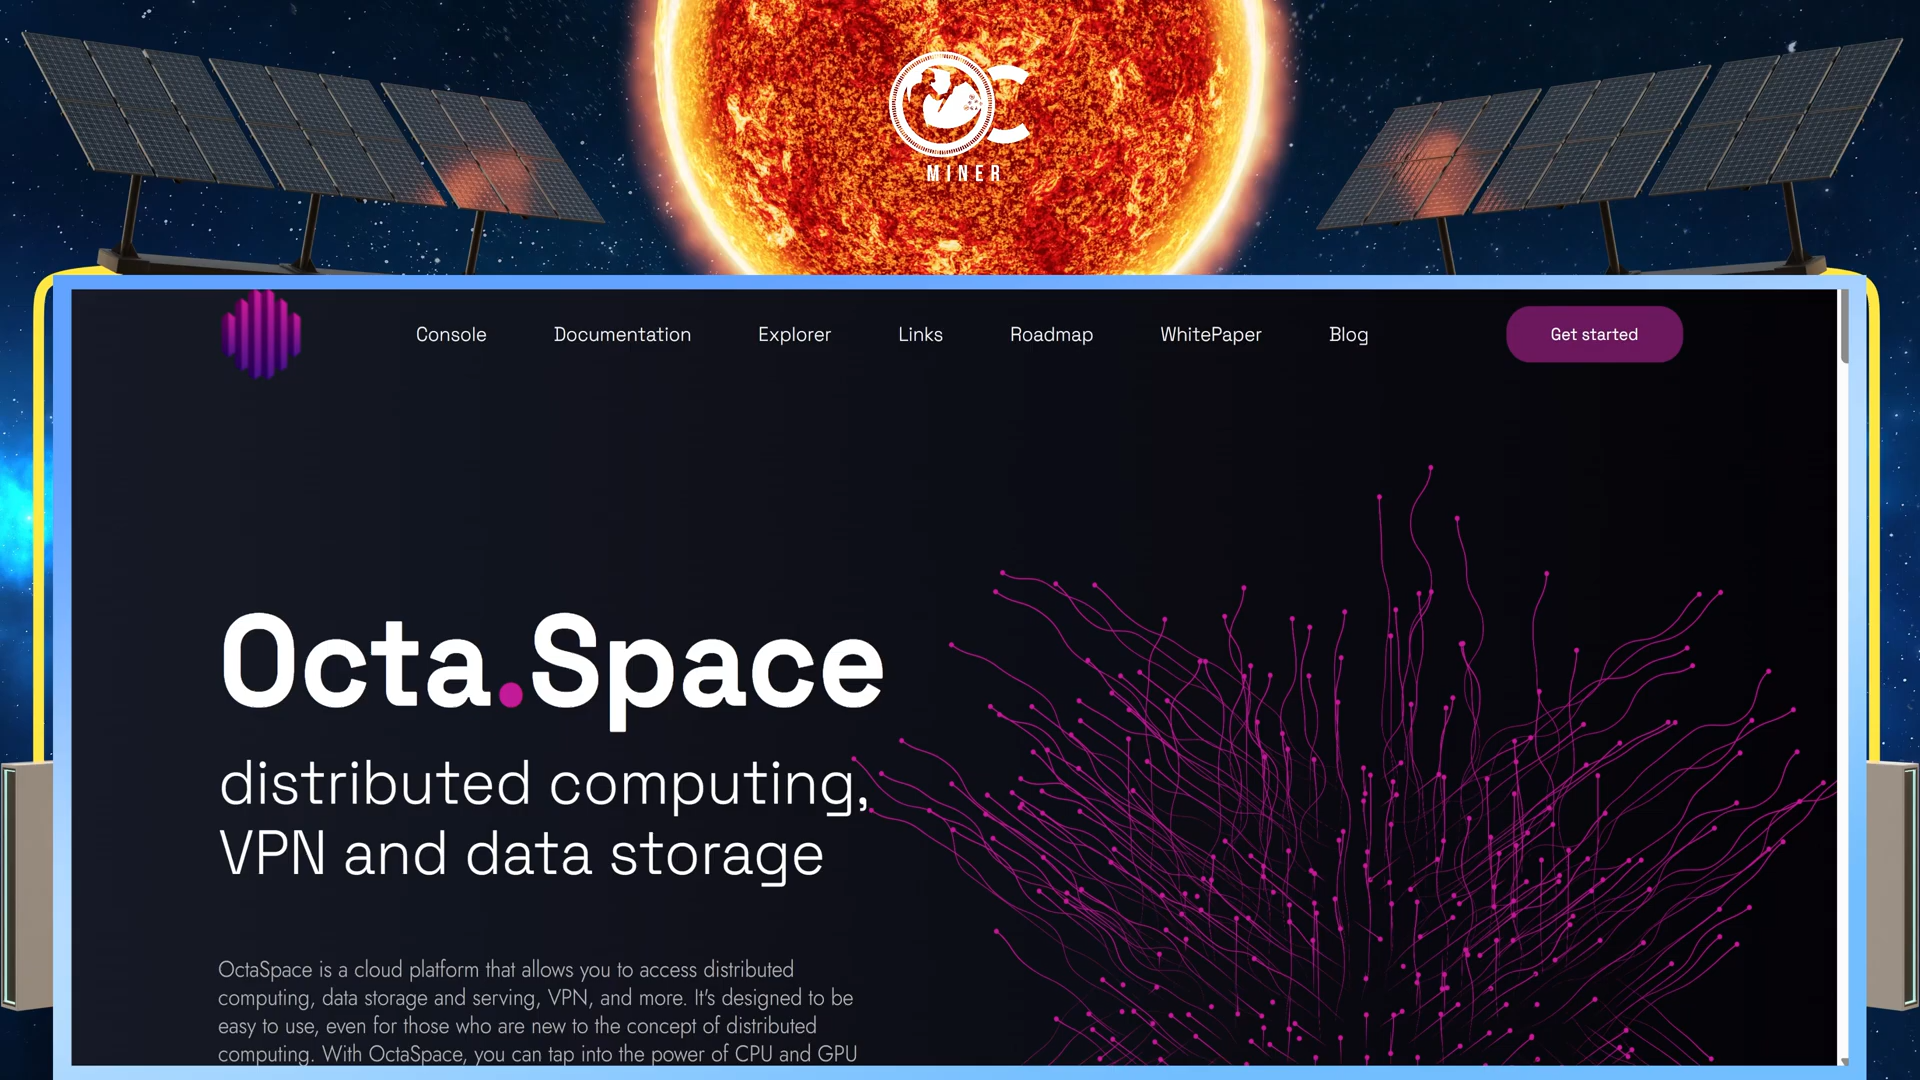 C
MINER
Console Documentation Explorer Links Roadmap WhitePaper Blog Get started
Octa.Space
distributed computing,
VPN and data storage
OctaSpace is a cloud platform that allows you to access distributed
computing, data storage and serving, VPN, and more. It's designed to be
easy to use, even for those who are new to the concept of distributed
computing. With OctaSpace, you can tap into the power of CPU and GPU